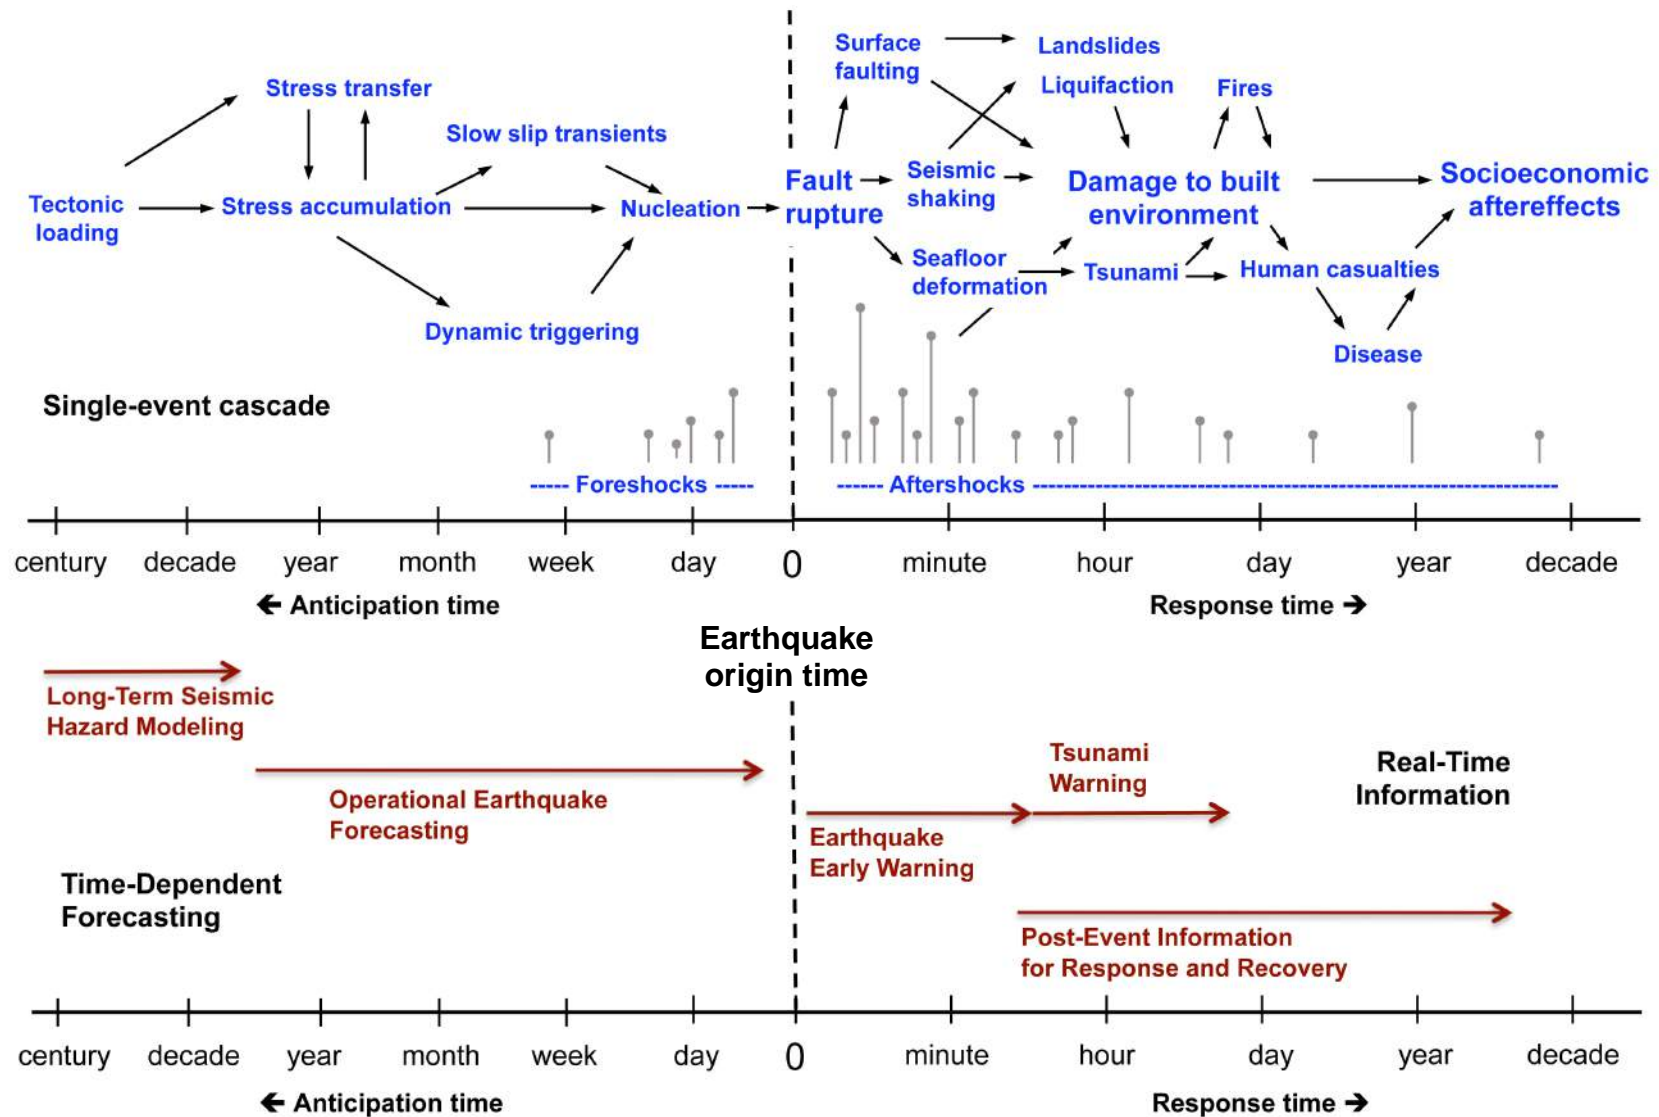 Surface
faulting
Landslides
Liquifaction
Fires
Stress transfer
Slow slip transients
Tectonic
loading
Stress accumulation
Nucleation
Dynamic triggering
Fault
rupture
Seismic
shaking
Damage to built
environment
Socioeconomic
aftereffects
Seafloor
deformation
Tsunami
Human casualties
Disease
Single-event cascade
----- Foreshocks -----
------ Aftershocks ------------------------------------------------------------------------
century decade year month week day 0 minute hour day year decade
← Anticipation time
Response time →
Earthquake
origin time
Long-Term Seismic
Hazard Modeling
Operational Earthquake
Forecasting
Time-Dependent
Forecasting
Tsunami
Warning
Real-Time
Information
Earthquake
Early Warning
Post-Event Information
for Response and Recovery
century decade year month week day 0 minute hour day year decade
← Anticipation time
Response time →